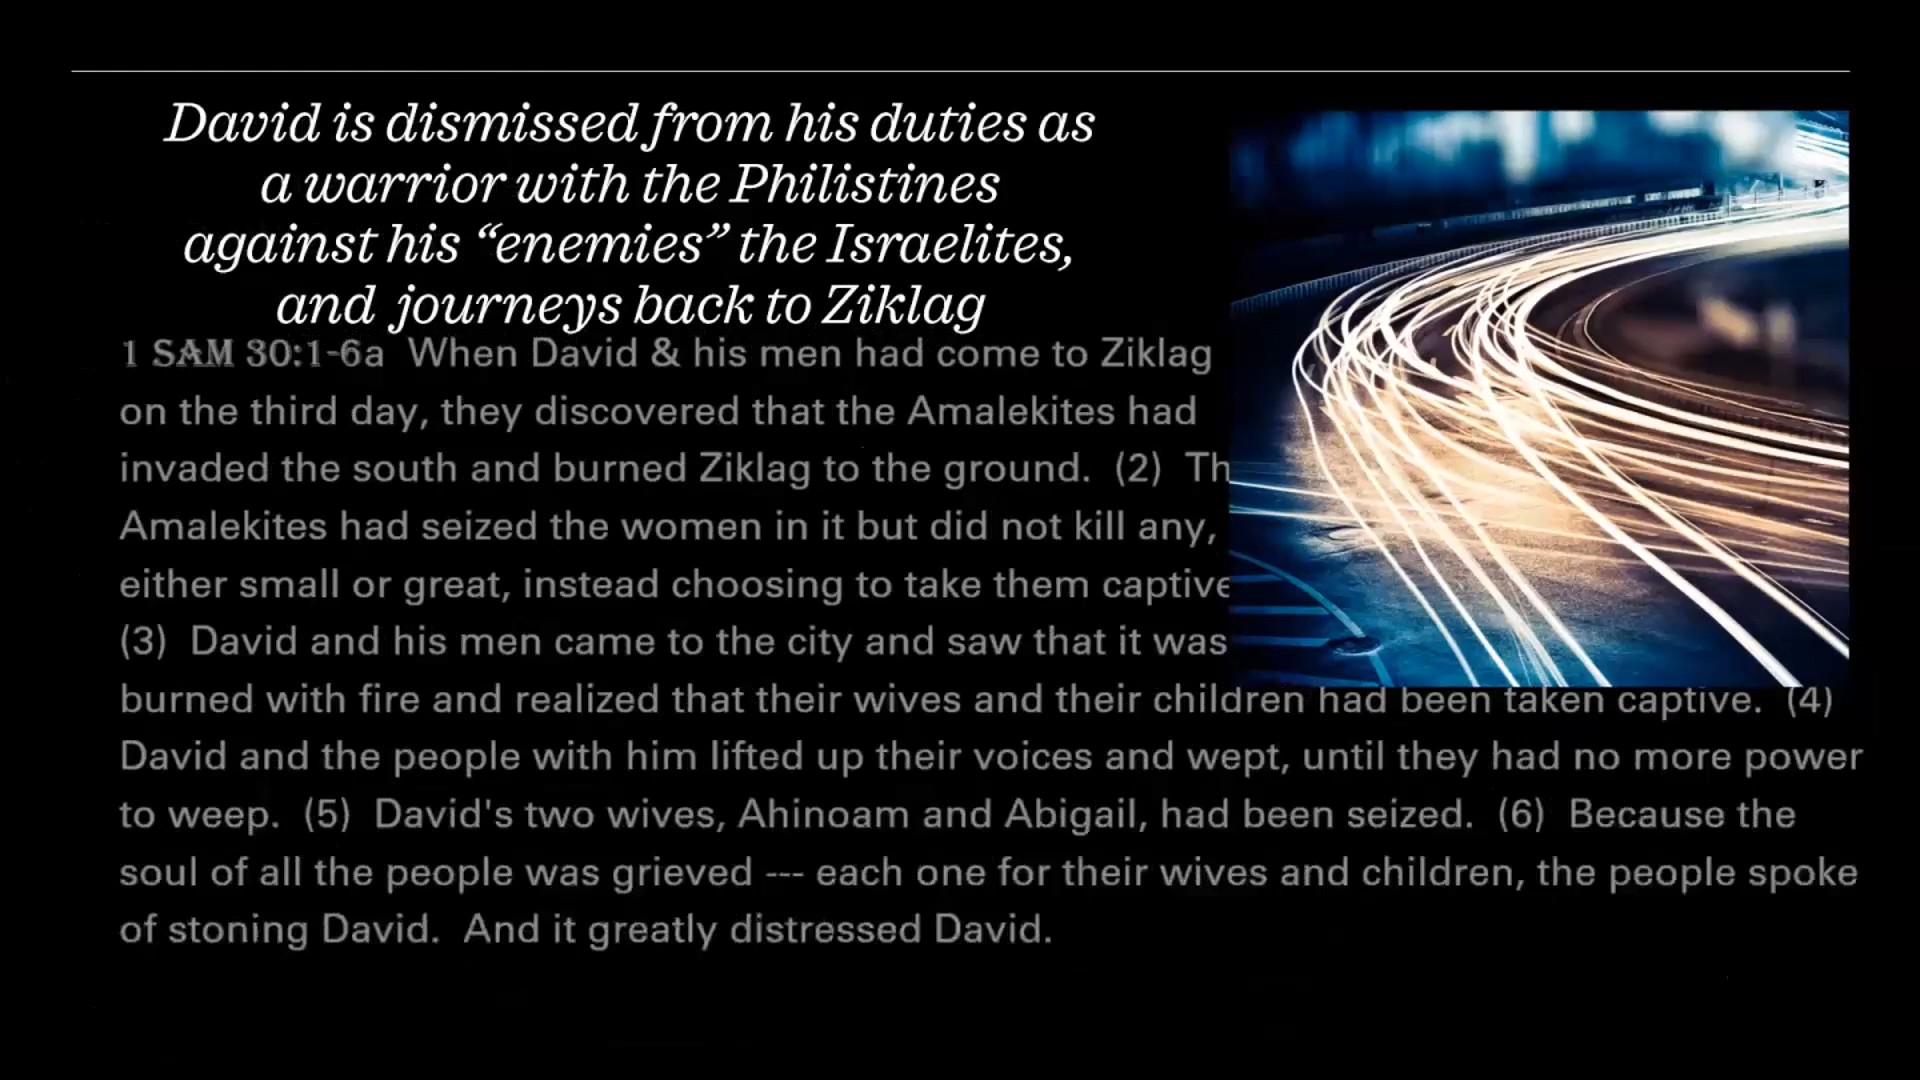 David is dismissed from his duties as
a warrior with the Philistines
against his “enemies” the Israelites,
and journeys back to Ziklag
1 SAM 30:1-6a When David & his men had come to Ziklag
on the third day, they discovered that the Amalekites had
invaded the south and burned Ziklag to the ground. (2) Th
Amalekites had seized the women in it but did not kill any,
either small or great, instead choosing to take them captive
(3) David and his men came to the city and saw that it was
burned with fire and realized that their wives and their children had been taken captive. (4)
David and the people with him lifted up their voices and wept, until they had no more power
to weep. (5) David's two wives, Ahinoam and Abigail, had been seized. (6) Because the
soul of all the people was grieved --- each one for their wives and children, the people spoke
of stoning David. And it greatly distressed David.